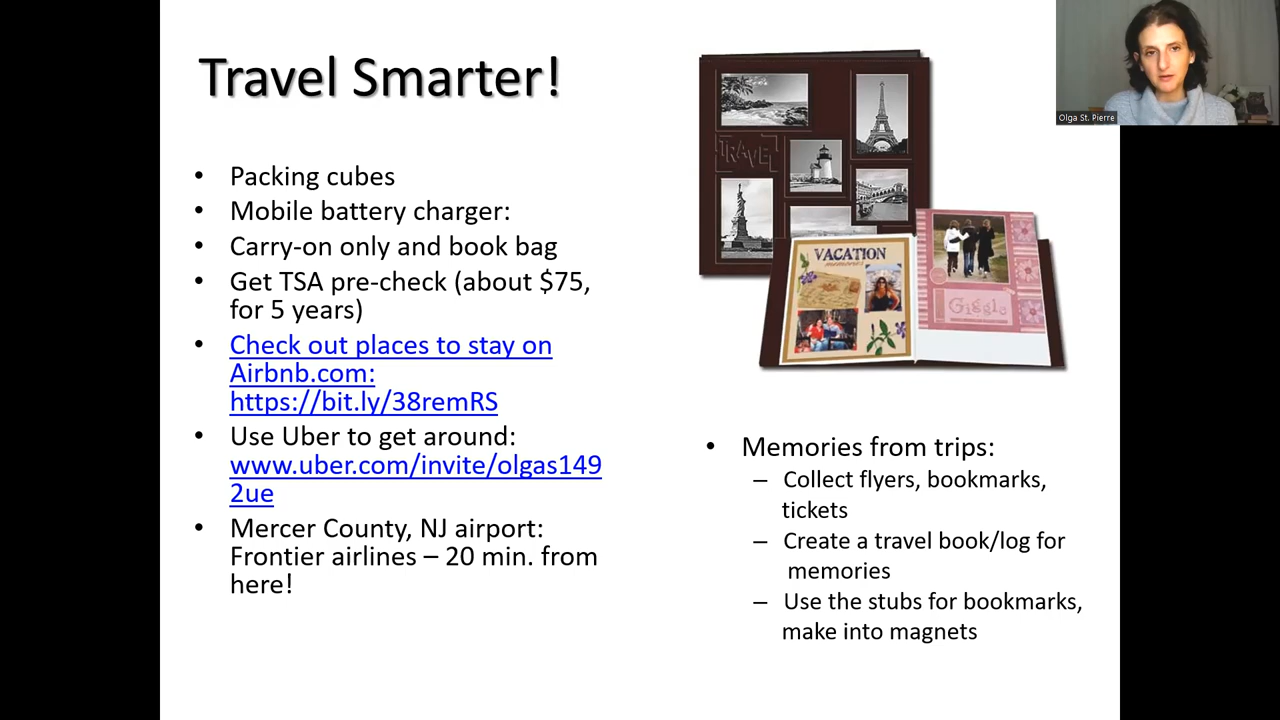 Travel Smarter!
• Packing cubes
• Mobile battery charger:
• Carry-on only and book bag
• Get TSA pre-check (about $75,
for 5 years)
• Check out places to stay on
Airbnb.com:
https://bit.ly/38remRS
• Use Uber to get around:
www.uber.com/invite/olgas149
2ue
• Mercer County, NJ airport:
Frontier airlines – 20 min. from
here!
TRAVEL
VACATION
memories
Giggle
• Memories from trips:
– Collect flyers, bookmarks,
tickets
– Create a travel book/log for
memories
– Use the stubs for bookmarks,
make into magnets
Olga St. Pierre